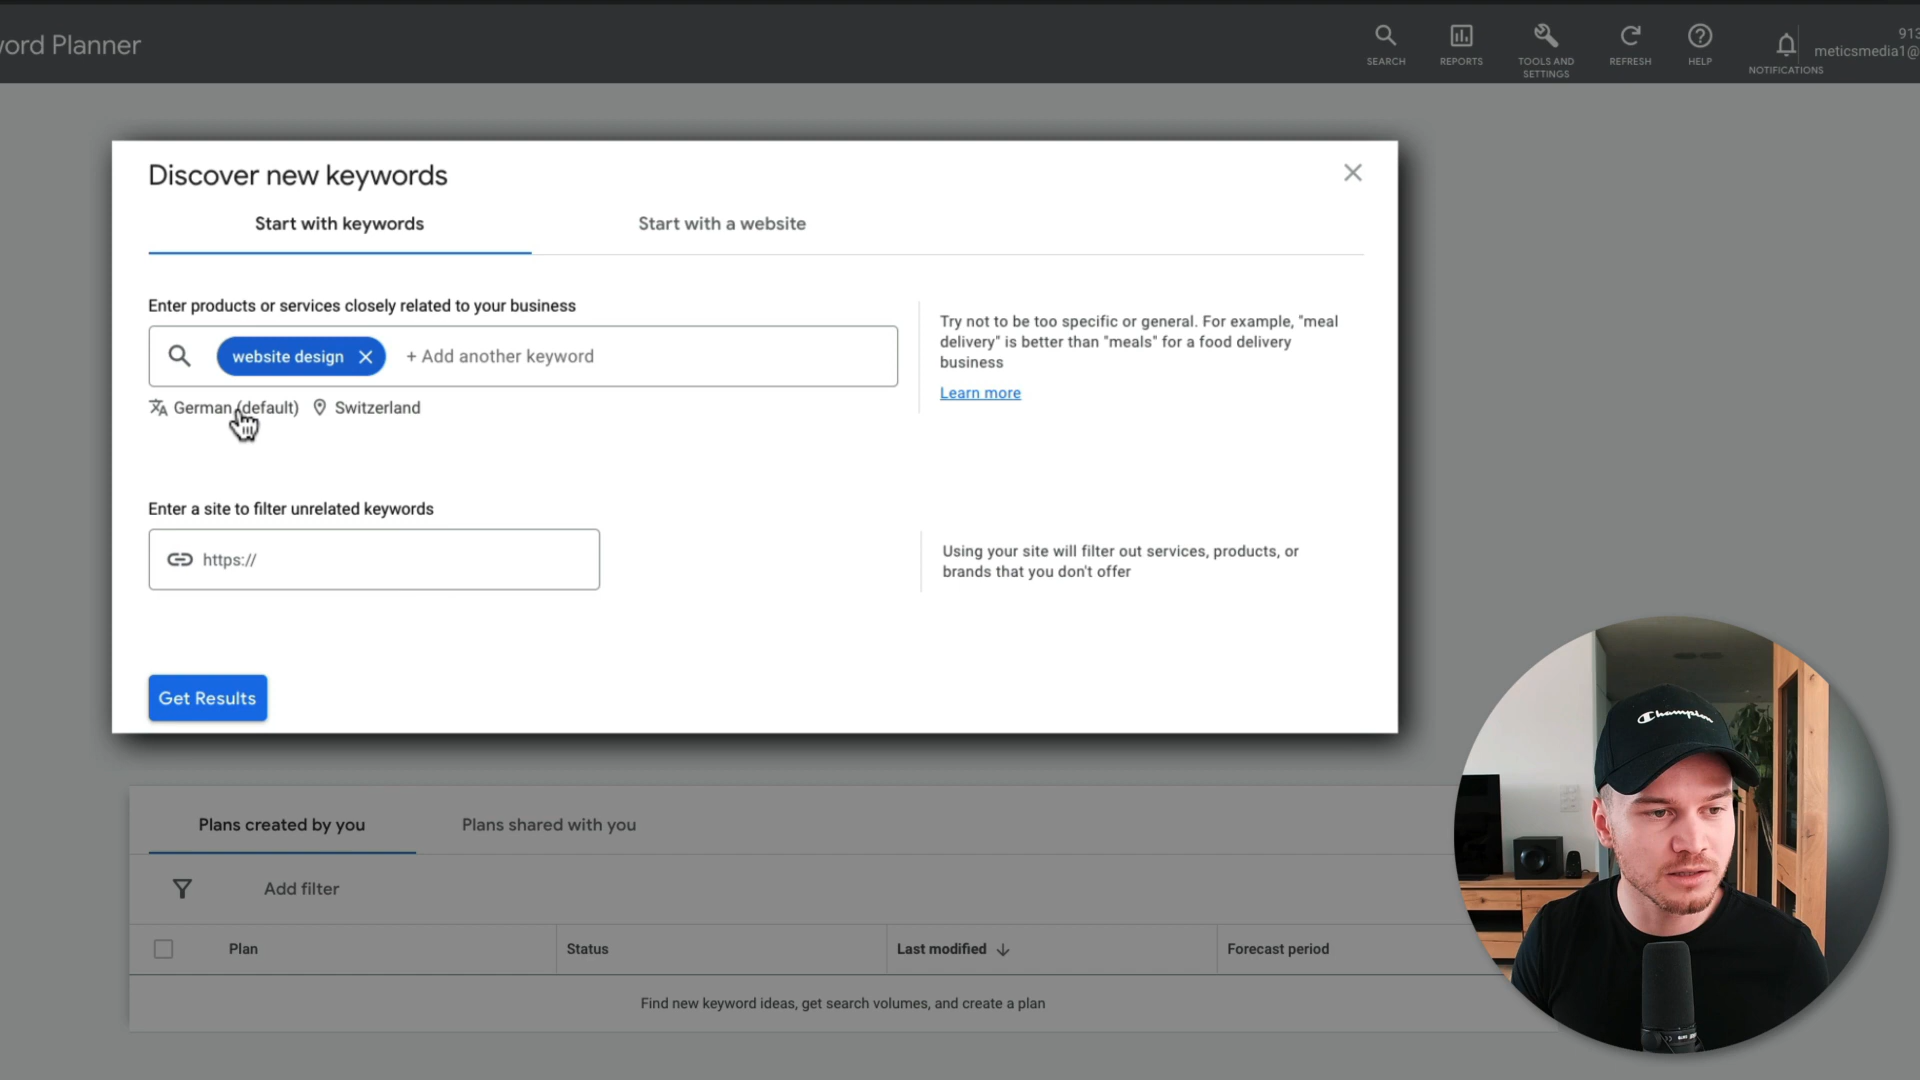 ord Planner
SEARCH
REPORTS
TOOLS AND
SETTINGS
REFRESH
HELP
NOTIFICATIONS
913
meticsmedia1@
Discover new keywords
Start with keywords
Start with a website
Enter products or services closely related to your business
website design
+ Add another keyword
German (default)
Switzerland
Try not to be too specific or general. For example, "meal
delivery" is better than "meals" for a food delivery
business
Learn more
Enter a site to filter unrelated keywords
https://
Using your site will filter out services, products, or
brands that you don't offer
Get Results
Plans created by you
Plans shared with you
Add filter
Plan
Status
Last modified
Forecast period
Find new keyword ideas, get search volumes, and create a plan
Champion